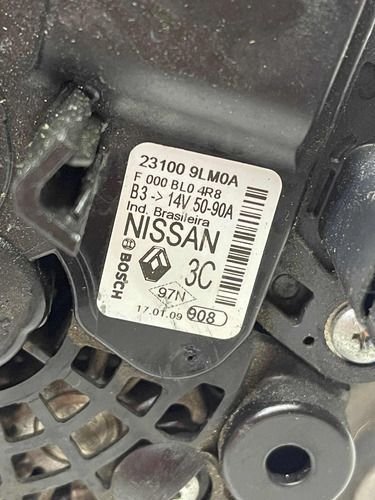 23100 9LM0A
F 000 BL0 4R8
B3 -> 14V 50-90A
Ind. Brasileira
NISSAN
BOSCH
3C
97N
17.01.09 908